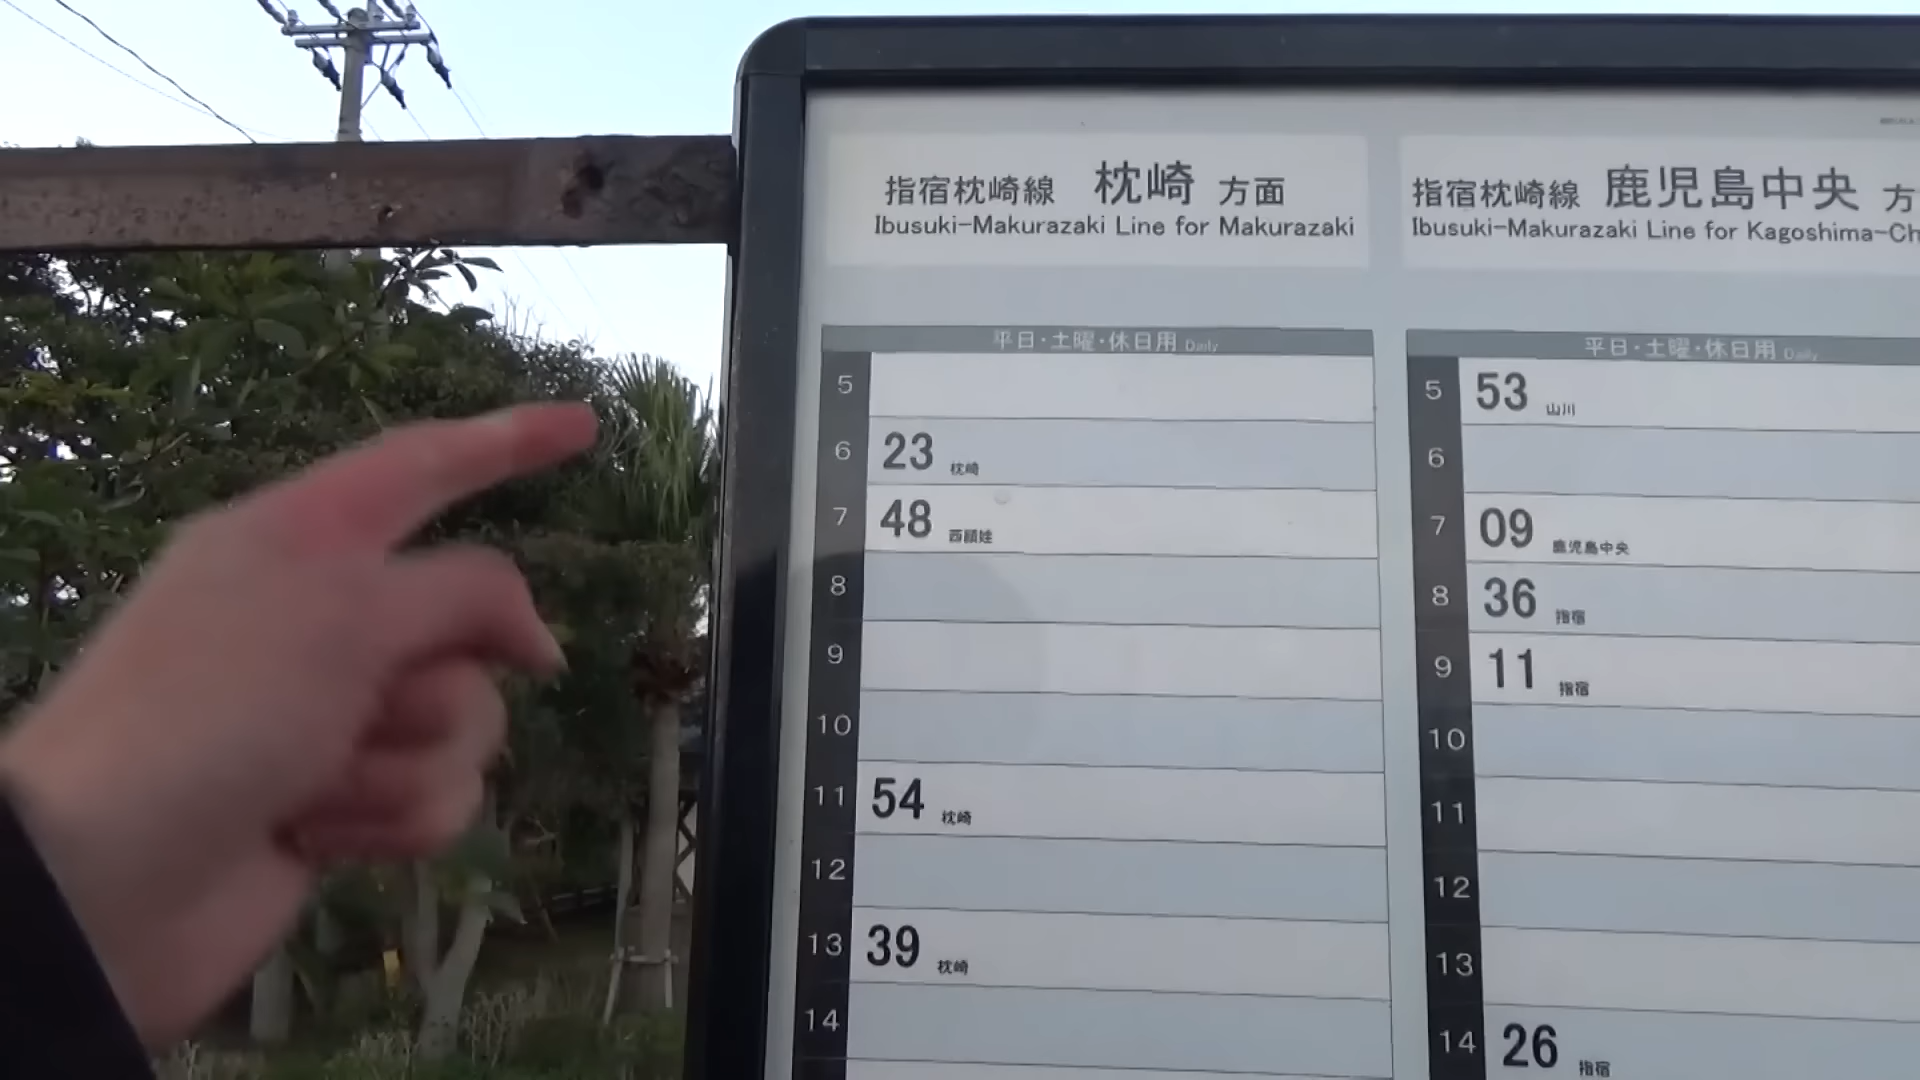 指宿枕崎線 枕崎 方面
Ibusuki-Makurazaki Line for Makurazaki
平日・土曜・休日用 Daily
5
6 23 枕崎
7 48 西頴娃
8
9
10
11 54 枕崎
12
13 39 枕崎
14
指宿枕崎線 鹿児島中央 方
Ibusuki-Makurazaki Line for Kagoshima-Ch
平日・土曜・休日用 Daily
5 53 山川
6
7 09 鹿児島中央
8 36 指宿
9 11 指宿
10
11
12
13
14 26 指宿